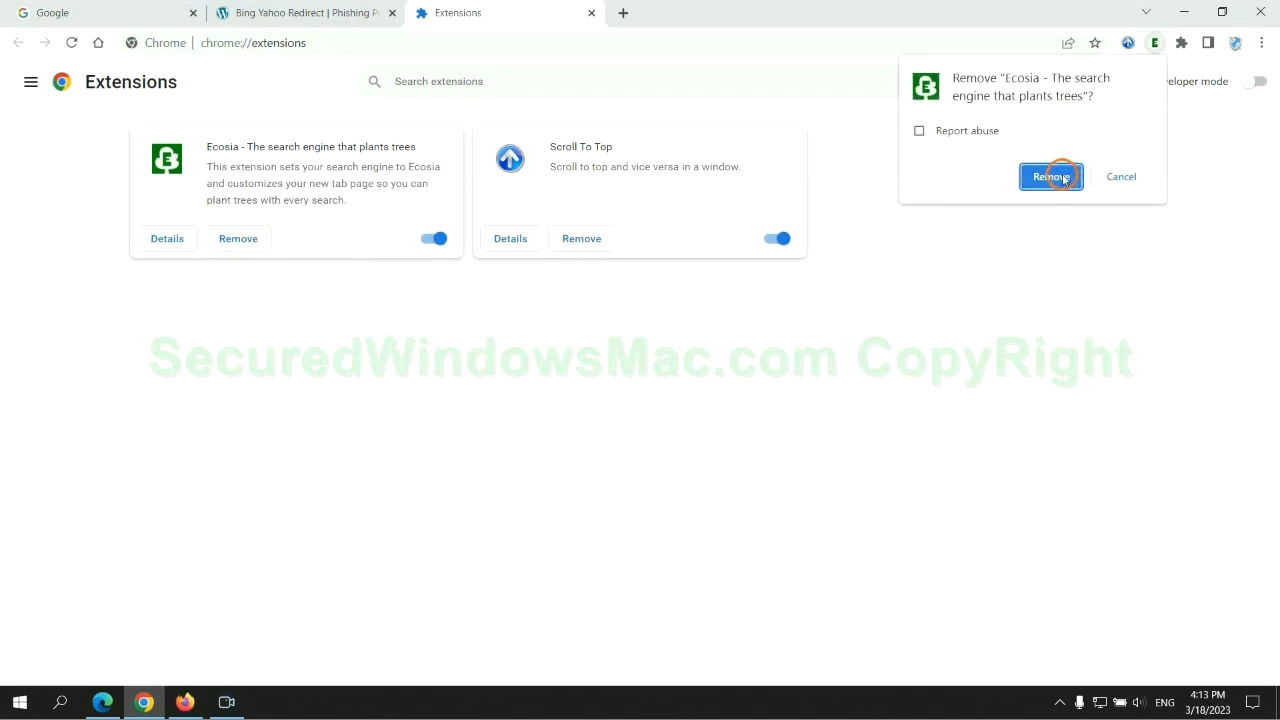 Google
Bing Yahoo Redirect | Phishing P
Extensions
Chrome
chrome://extensions
Extensions
Search extensions
eloper mode
Remove "Ecosia - The search
engine that plants trees"?
Report abuse
Remove
Cancel
Ecosia - The search engine that plants trees
This extension sets your search engine to Ecosia
and customizes your new tab page so you can
plant trees with every search.
Details
Remove
Scroll To Top
Scroll to top and vice versa in a window.
Details
Remove
SecuredWindowsMac.com CopyRight
ENG
4:13 PM
3/18/2023